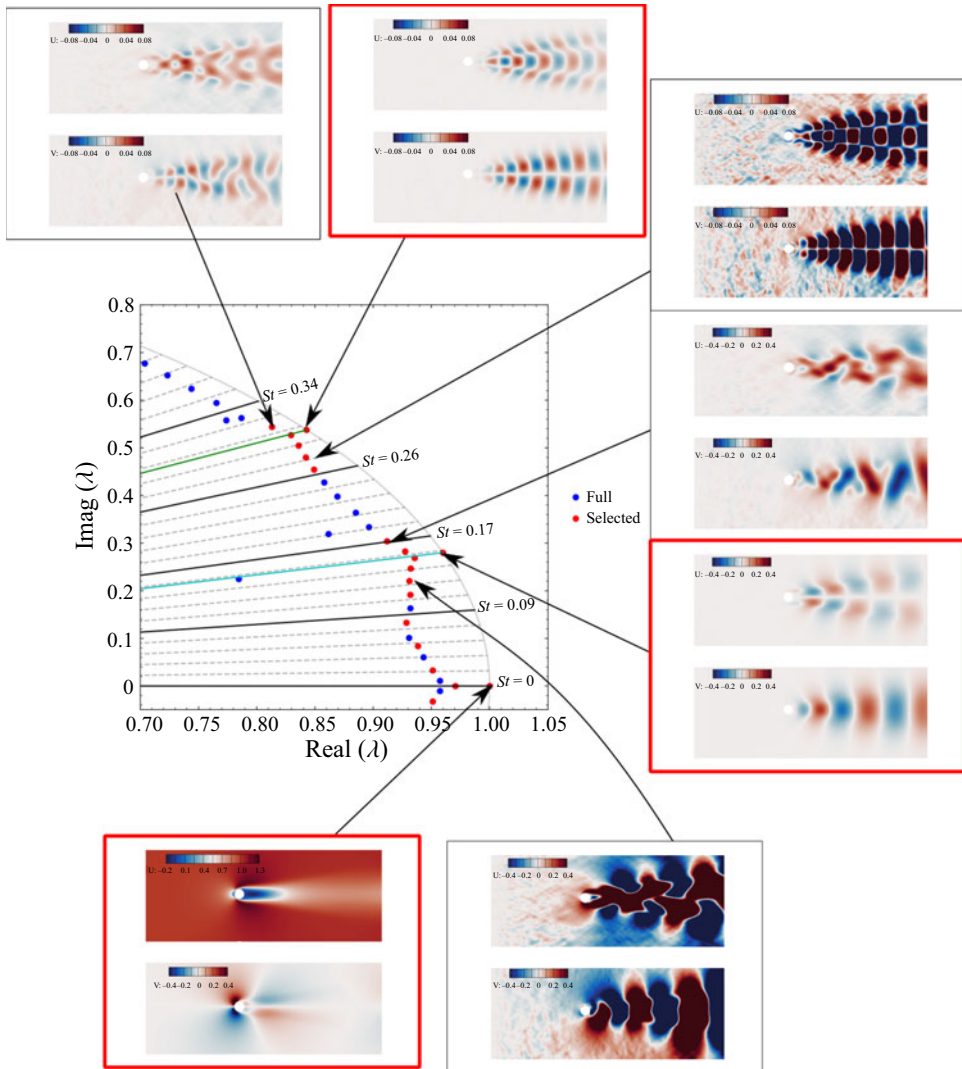 U: −0.08 −0.04 0 0.04 0.08
V: −0.08 −0.04 0 0.04 0.08
U: −0.08 −0.04 0 0.04 0.08
V: −0.08 −0.04 0 0.04 0.08
U: −0.08 −0.04 0 0.04 0.08
V: −0.08 −0.04 0 0.04 0.08
U: −0.4 −0.2 0 0.2 0.4
V: −0.4 −0.2 0 0.2 0.4
U: −0.4 −0.2 0 0.2 0.4
V: −0.4 −0.2 0 0.2 0.4
0.8
0.7
0.6
0.5
0.4
0.3
0.2
0.1
0
Imag (λ)
St = 0.34
St = 0.26
St = 0.17
St = 0.09
St = 0
Full
Selected
0.70 0.75 0.80 0.85 0.90 0.95 1.00 1.05
Real (λ)
U: −0.2 0.1 0.4 0.7 1.0 1.3
V: −0.4 −0.2 0 0.2 0.4
U: −0.4 −0.2 0 0.2 0.4
V: −0.4 −0.2 0 0.2 0.4